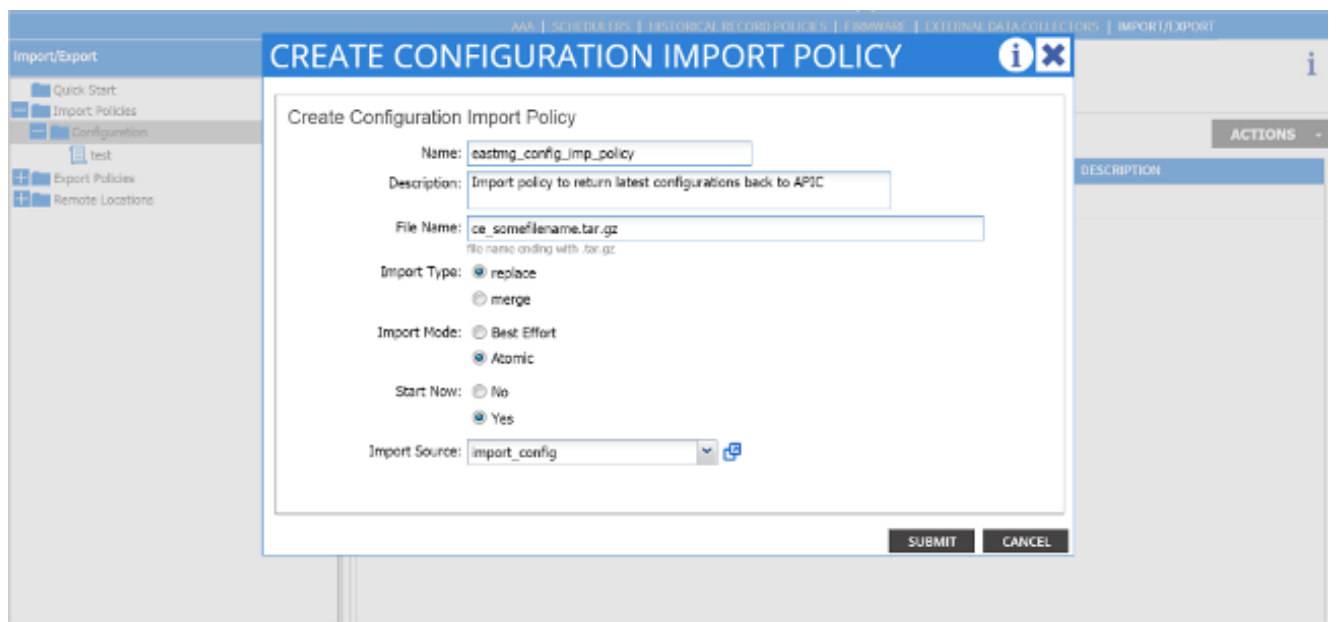 AAA | SCHEDULERS | HISTORICAL RECORD POLICIES | FIRMWARE | EXTERNAL DATA COLLECTORS | IMPORT/EXPORT
Import/Export
CREATE CONFIGURATION IMPORT POLICY
i
i
Quick Start
Import Policies
Configuration
test
Export Policies
Remote Locations
ACTIONS
DESCRIPTION
Create Configuration Import Policy
Name: eastmg_config_imp_policy
Description: Import policy to return latest configurations back to APIC
File Name: ce_somefilename.tar.gz
file name ending with .tar.gz
Import Type: replace
merge
Import Mode: Best Effort
Atomic
Start Now: No
Yes
Import Source: import_config
SUBMIT CANCEL